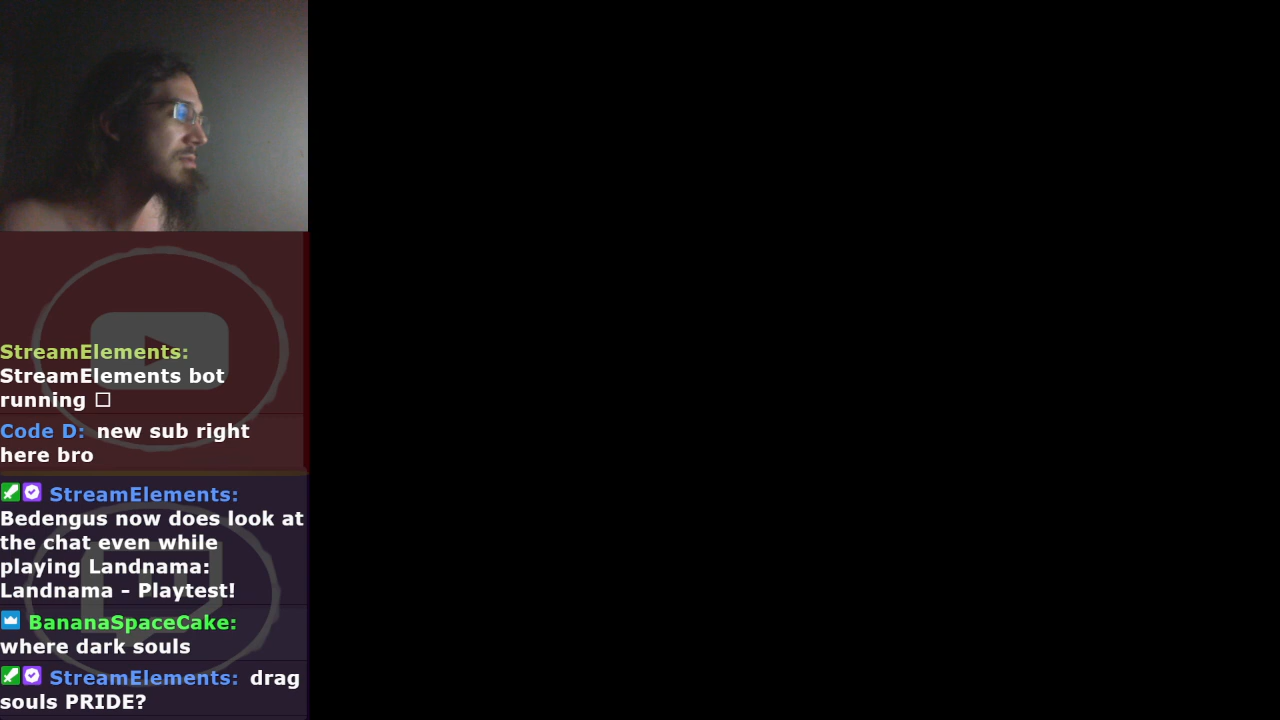 StreamElements:
StreamElements bot
running □
Code D: new sub right
here bro
StreamElements:
Bedengus now does look at
the chat even while
playing Landnama:
Landnama - Playtest!
BananaSpaceCake:
where dark souls
StreamElements: drag
souls PRIDE?